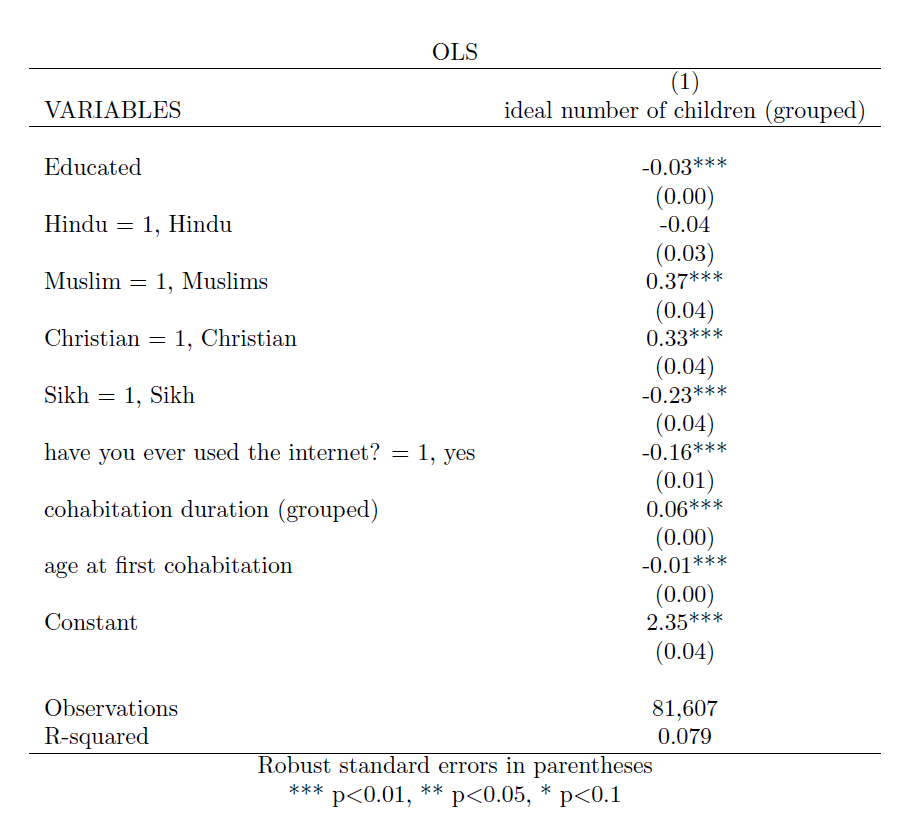 OLS
(1)
VARIABLES ideal number of children (grouped)
Educated -0.03***
(0.00)
Hindu = 1, Hindu -0.04
(0.03)
Muslim = 1, Muslims 0.37***
(0.04)
Christian = 1, Christian 0.33***
(0.04)
Sikh = 1, Sikh -0.23***
(0.04)
have you ever used the internet? = 1, yes -0.16***
(0.01)
cohabitation duration (grouped) 0.06***
(0.00)
age at first cohabitation -0.01***
(0.00)
Constant 2.35***
(0.04)
Observations 81,607
R-squared 0.079
Robust standard errors in parentheses
*** p<0.01, ** p<0.05, * p<0.1